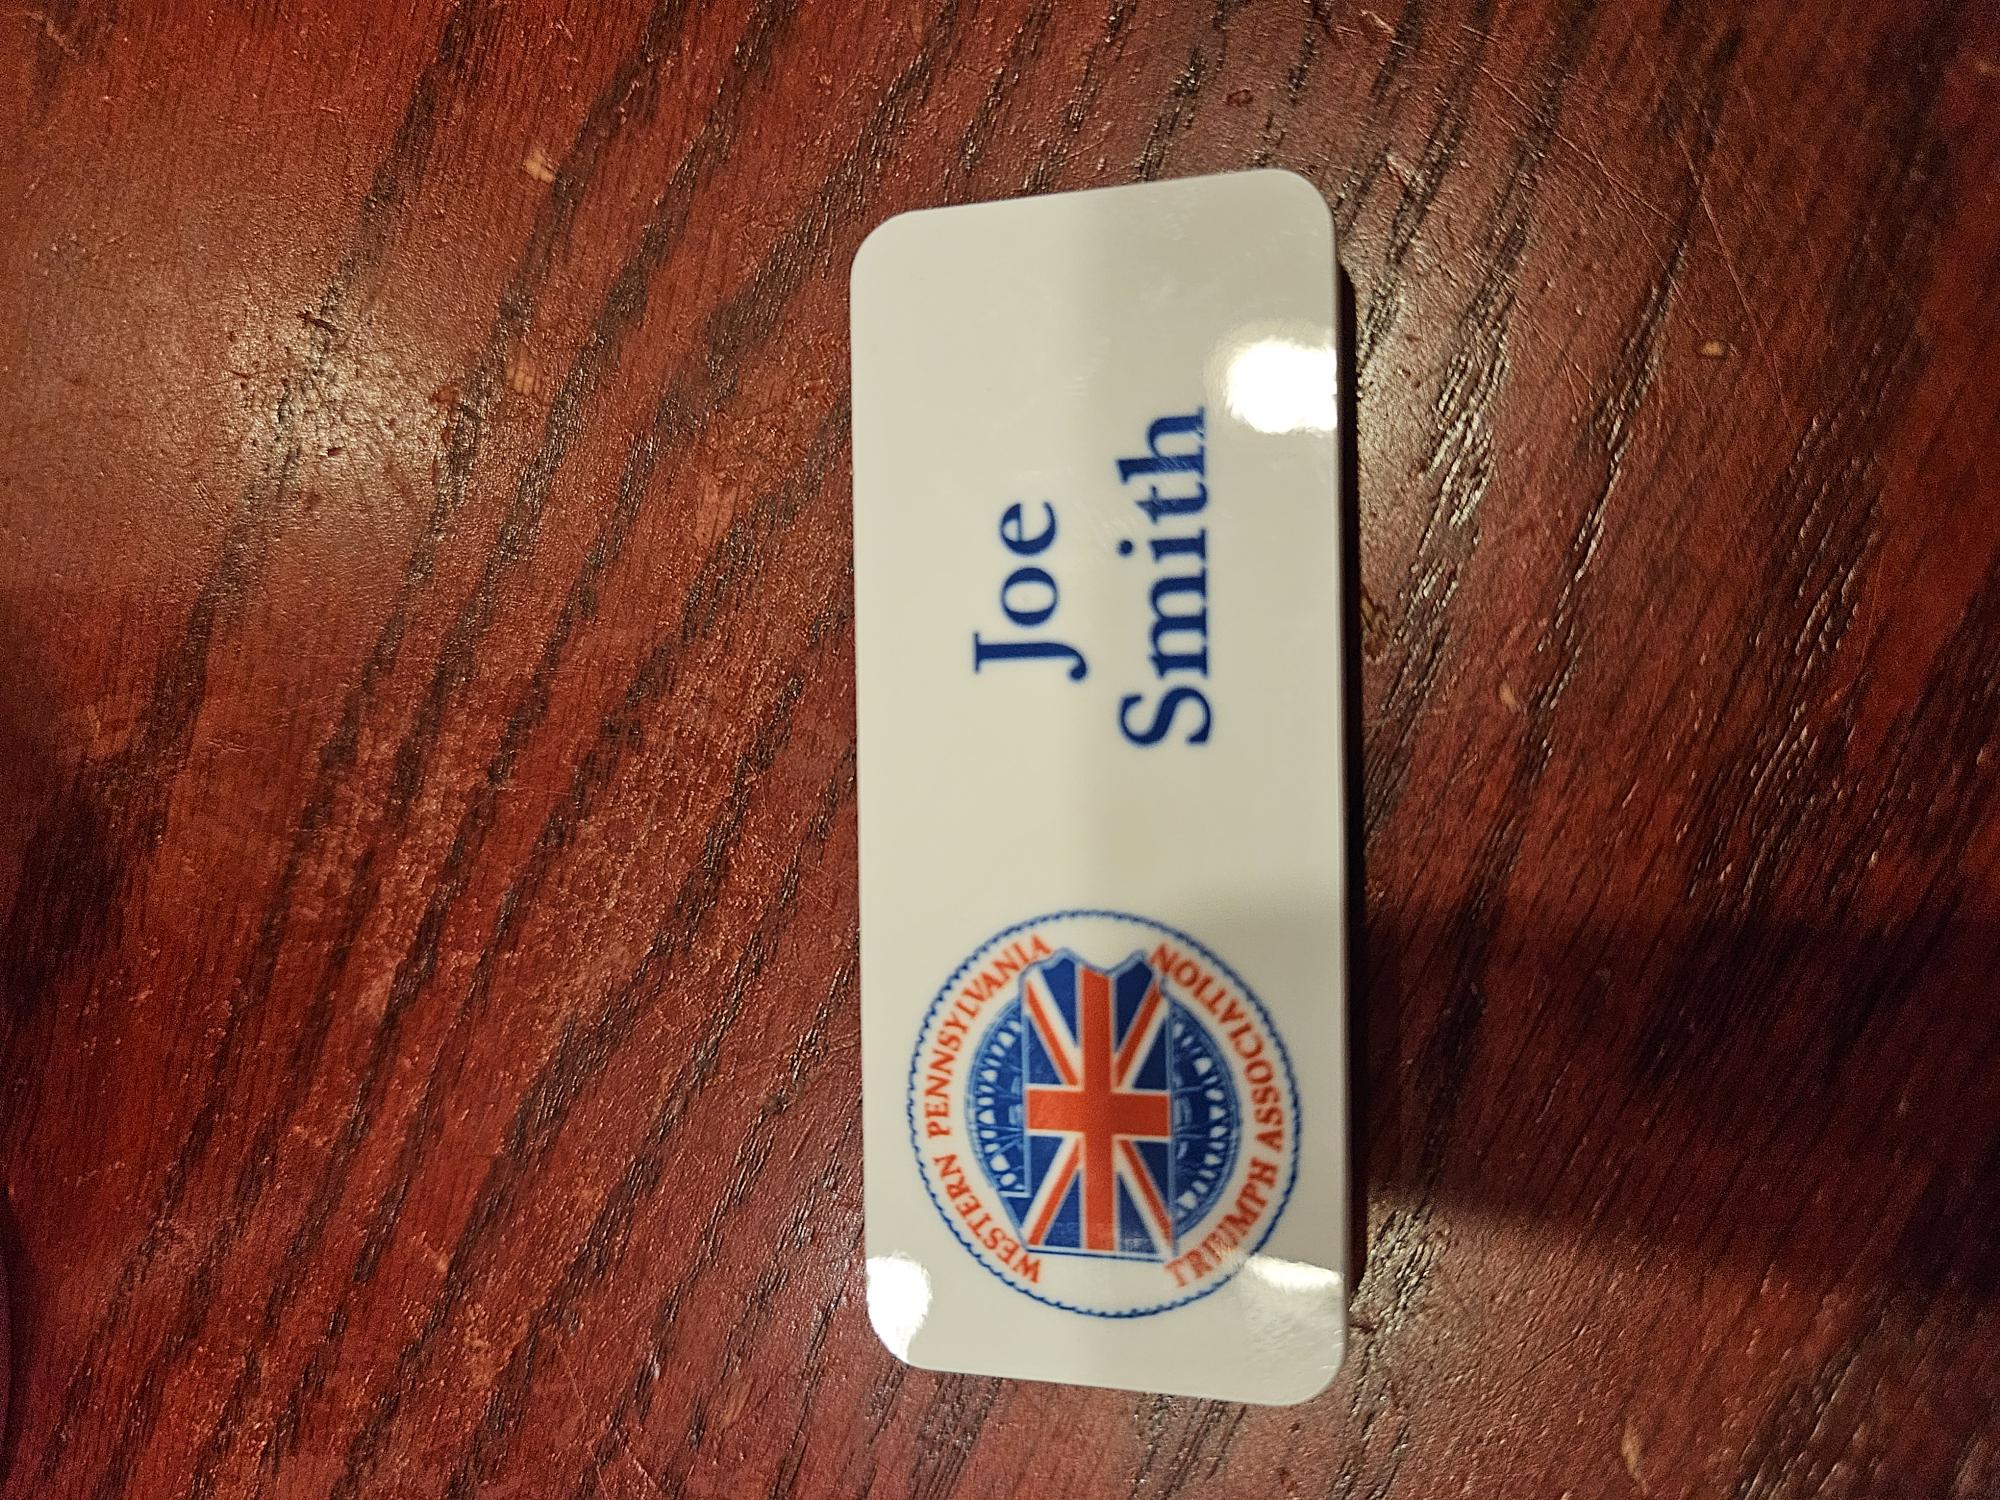 WESTERN PENNSYLVANIA
TRIUMPH ASSOCIATION
Joe
Smith